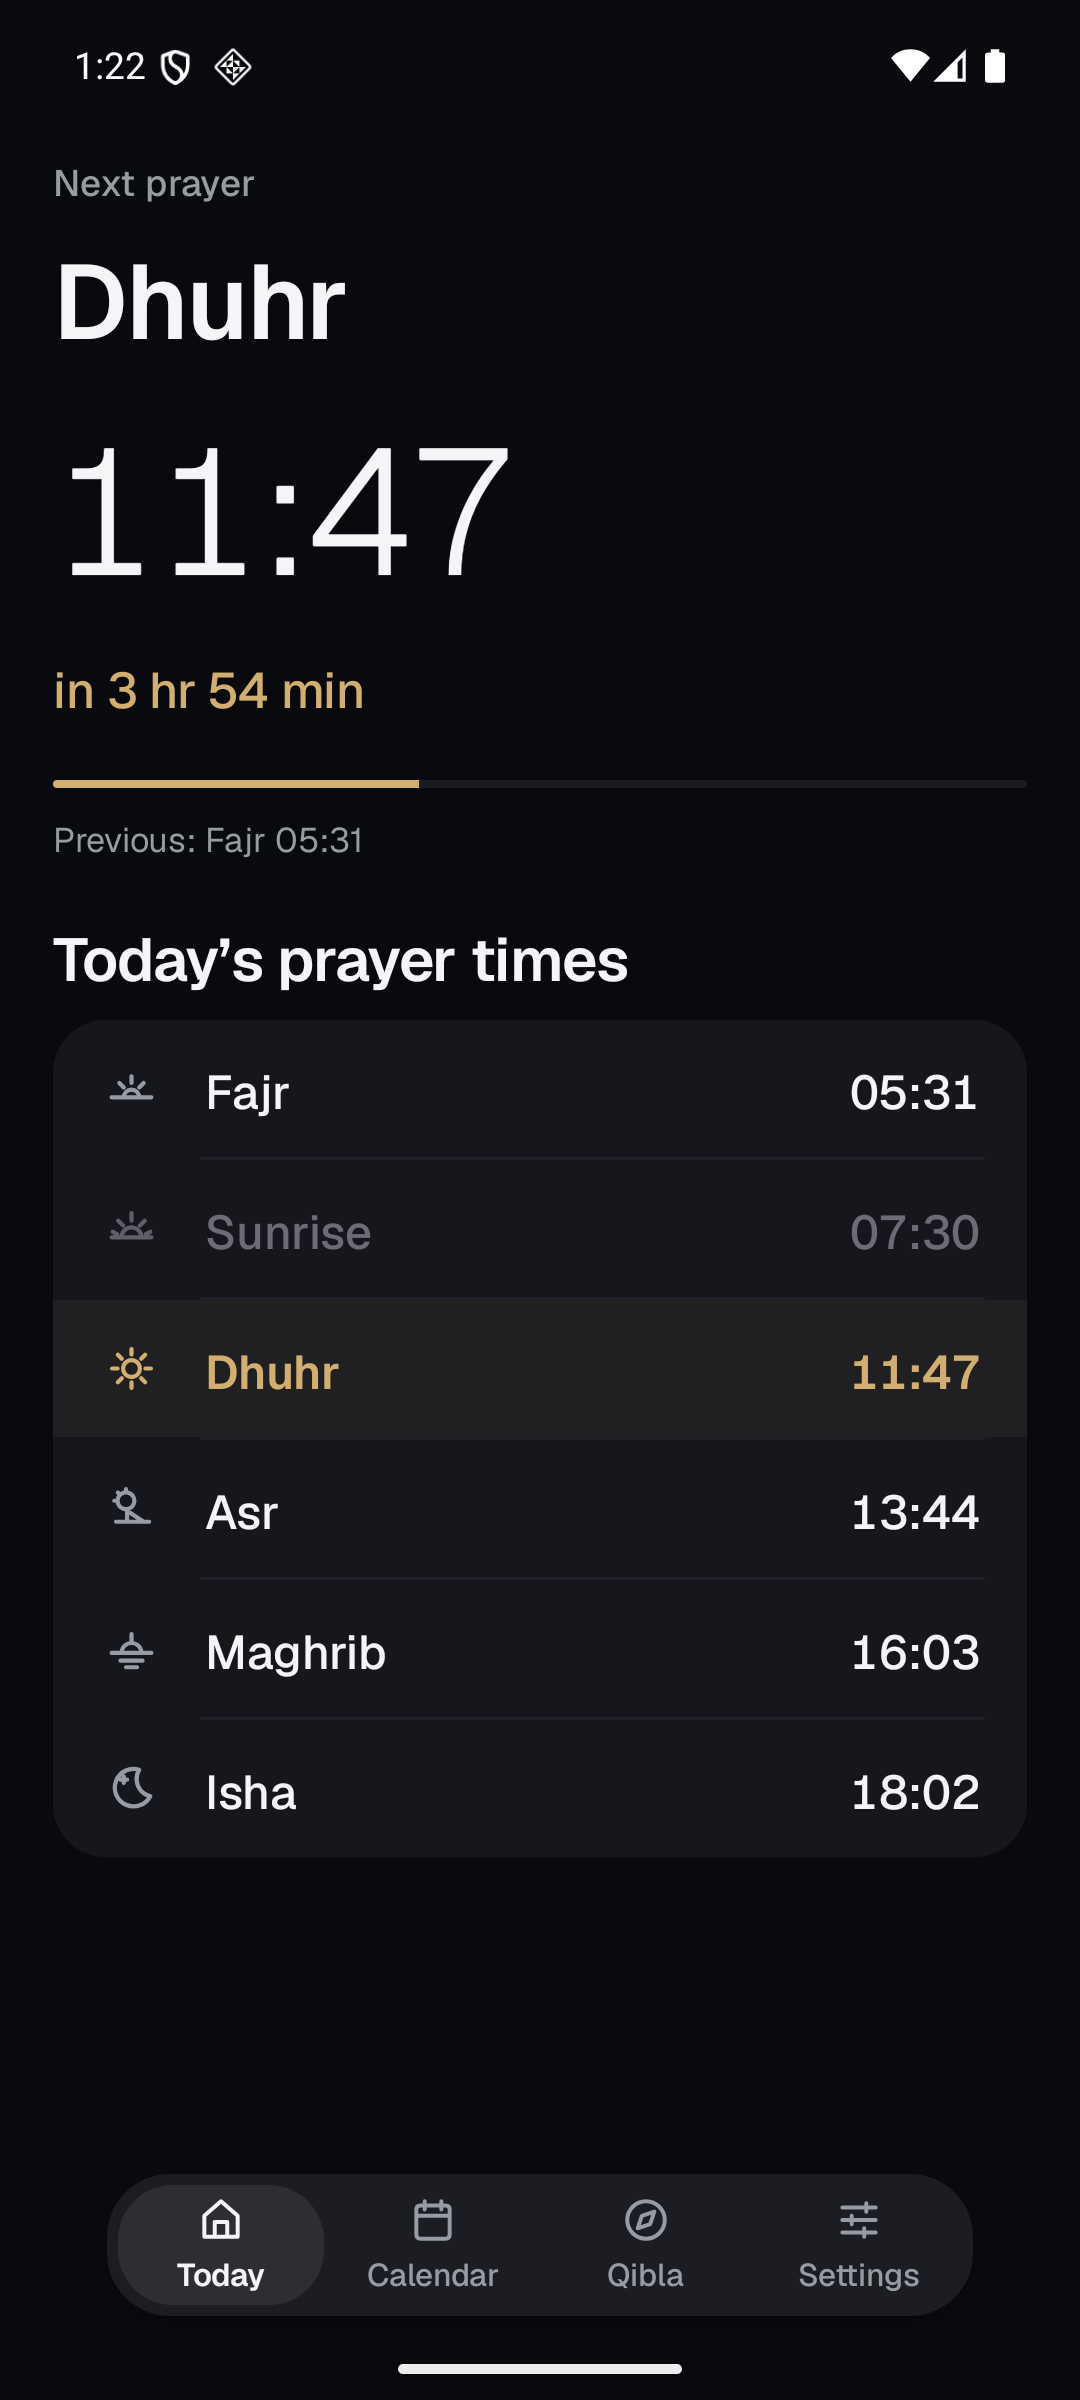 1:22
Next prayer
Dhuhr
11:47
in 3 hr 54 min
Previous: Fajr 05:31
Today’s prayer times
Fajr 05:31
Sunrise 07:30
Dhuhr 11:47
Asr 13:44
Maghrib 16:03
Isha 18:02
Today Calendar Qibla Settings